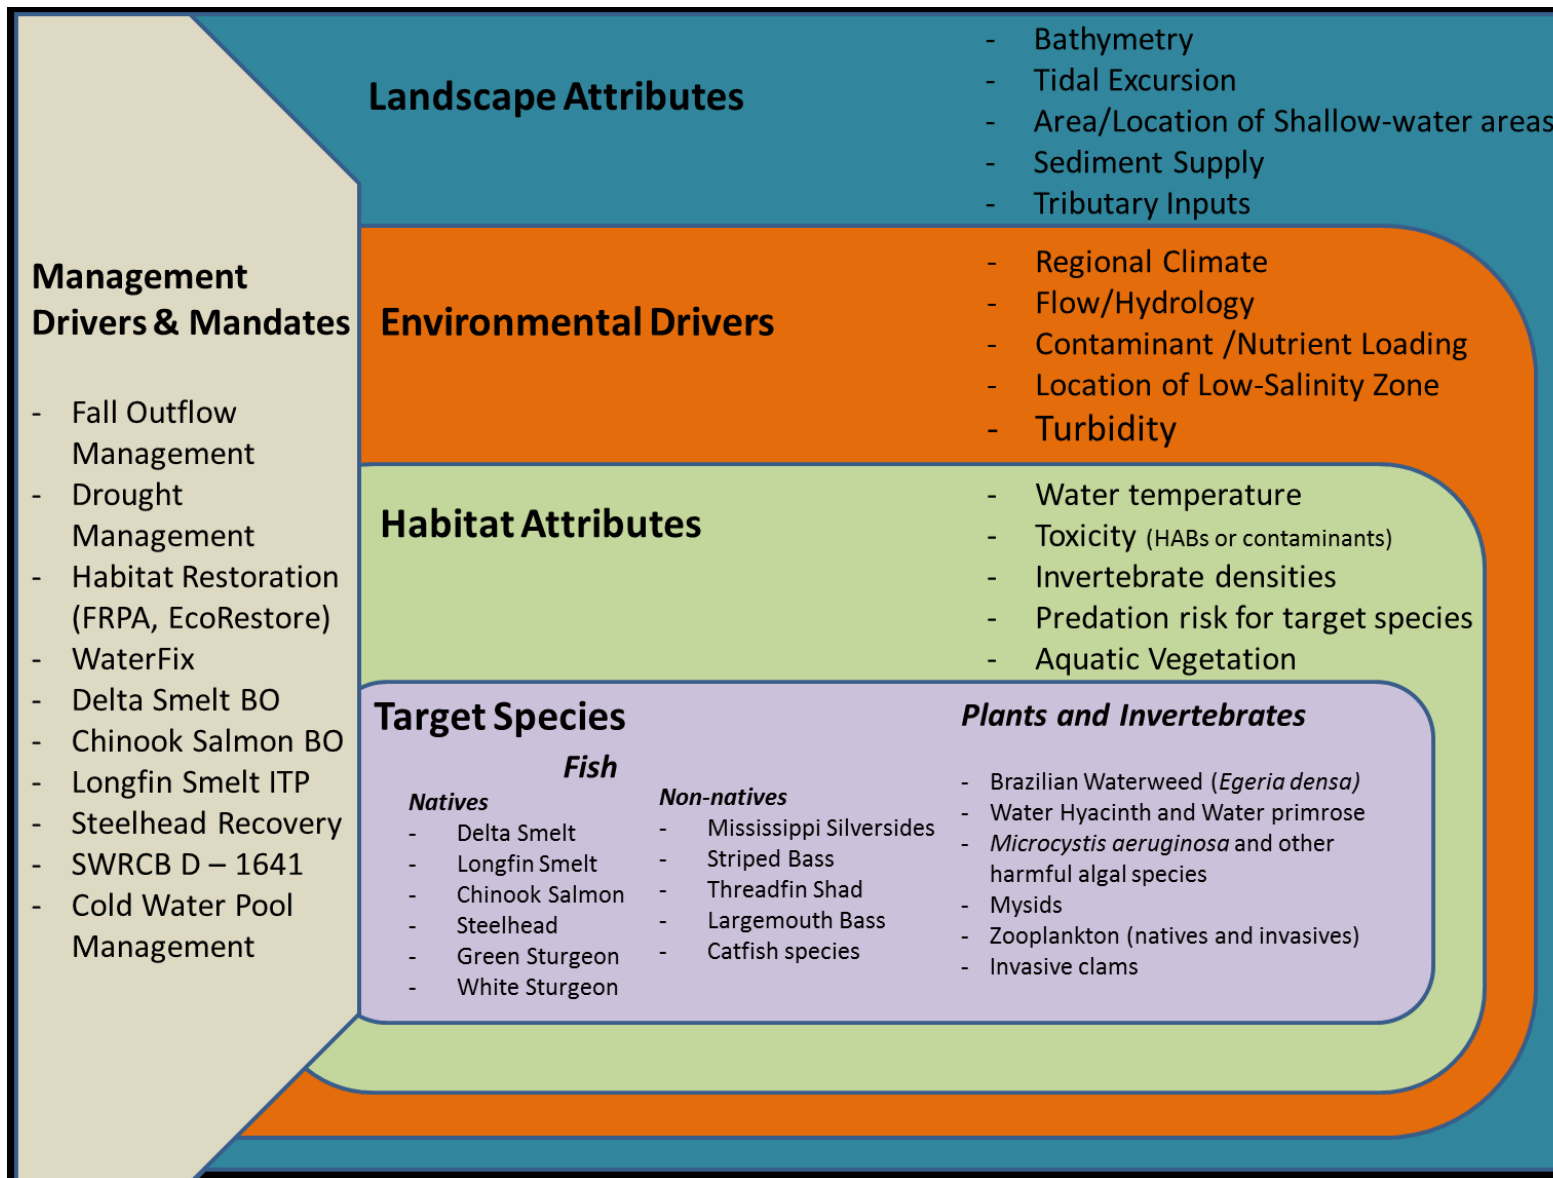 Management
Drivers & Mandates
- Fall Outflow
Management
- Drought
Management
- Habitat Restoration
(FRPA, EcoRestore)
- WaterFix
- Delta Smelt BO
- Chinook Salmon BO
- Longfin Smelt ITP
- Steelhead Recovery
- SWRCB D – 1641
- Cold Water Pool
Management
Landscape Attributes
- Bathymetry
- Tidal Excursion
- Area/Location of Shallow-water areas
- Sediment Supply
- Tributary Inputs
Environmental Drivers
- Regional Climate
- Flow/Hydrology
- Contaminant /Nutrient Loading
- Location of Low-Salinity Zone
- Turbidity
Habitat Attributes
- Water temperature
- Toxicity (HABs or contaminants)
- Invertebrate densities
- Predation risk for target species
- Aquatic Vegetation
Target Species
Fish
Natives
- Delta Smelt
- Longfin Smelt
- Chinook Salmon
- Steelhead
- Green Sturgeon
- White Sturgeon
Non-natives
- Mississippi Silversides
- Striped Bass
- Threadfin Shad
- Largemouth Bass
- Catfish species
Plants and Invertebrates
- Brazilian Waterweed (Egeria densa)
- Water Hyacinth and Water primrose
- Microcystis aeruginosa and other
harmful algal species
- Mysids
- Zooplankton (natives and invasives)
- Invasive clams